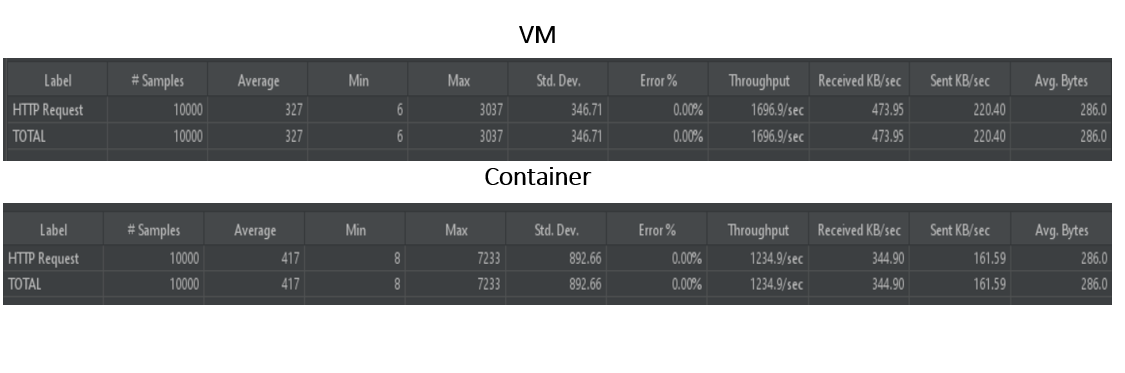 VM
Label # Samples Average Min Max Std. Dev. Error % Throughput Received KB/sec Sent KB/sec Avg. Bytes
HTTP Request 10000 327 6 3037 346.71 0.00% 1696.9/sec 473.95 220.40 286.0
TOTAL 10000 327 6 3037 346.71 0.00% 1696.9/sec 473.95 220.40 286.0
Container
Label # Samples Average Min Max Std. Dev. Error % Throughput Received KB/sec Sent KB/sec Avg. Bytes
HTTP Request 10000 417 8 7233 892.66 0.00% 1234.9/sec 344.90 161.59 286.0
TOTAL 10000 417 8 7233 892.66 0.00% 1234.9/sec 344.90 161.59 286.0